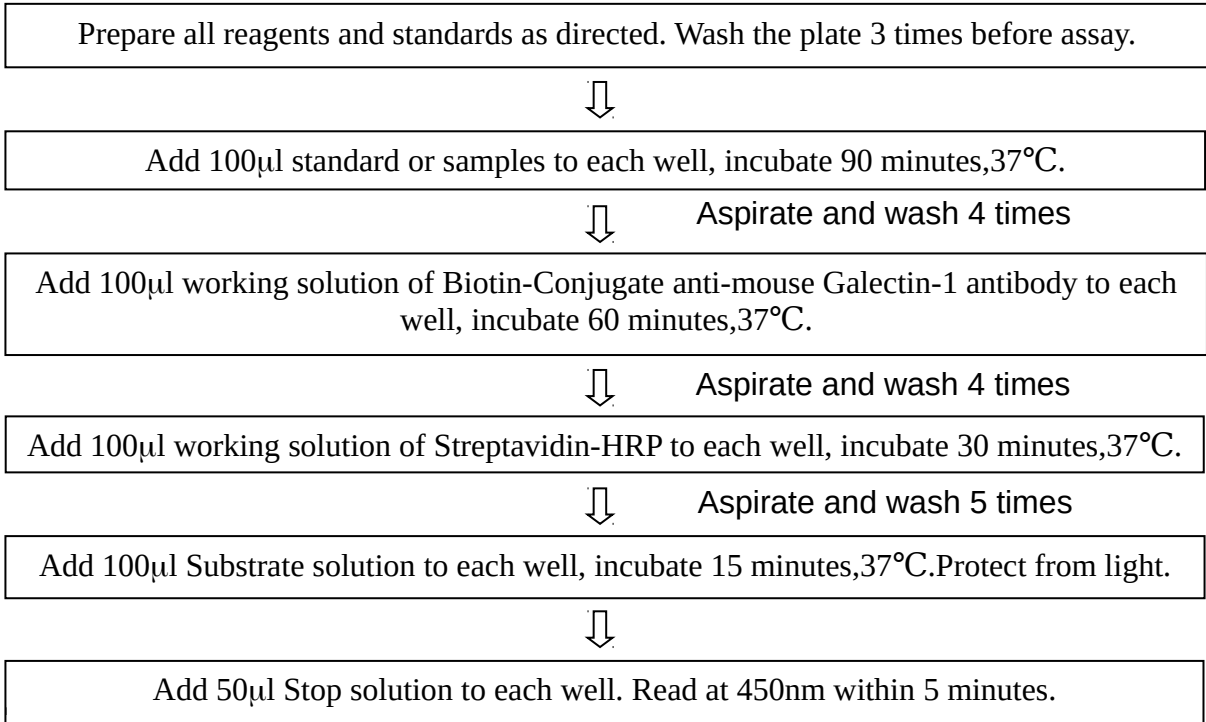 Prepare all reagents and standards as directed. Wash the plate 3 times before assay.
Add 100μl standard or samples to each well, incubate 90 minutes,37℃.
Aspirate and wash 4 times
Add 100μl working solution of Biotin-Conjugate anti-mouse Galectin-1 antibody to each
well, incubate 60 minutes,37℃.
Aspirate and wash 4 times
Add 100μl working solution of Streptavidin-HRP to each well, incubate 30 minutes,37℃.
Aspirate and wash 5 times
Add 100μl Substrate solution to each well, incubate 15 minutes,37℃.Protect from light.
Add 50μl Stop solution to each well. Read at 450nm within 5 minutes.